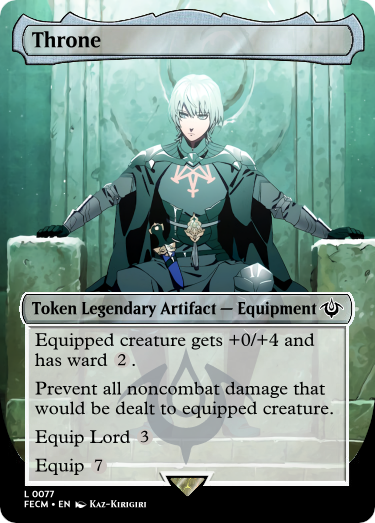 Throne
Token Legendary Artifact — Equipment
Equipped creature gets +0/+4 and
has ward 2.
Prevent all noncombat damage that
would be dealt to equipped creature.
Equip Lord 3
Equip 7
L 0077
FECM • EN Kaz-Kirigiri